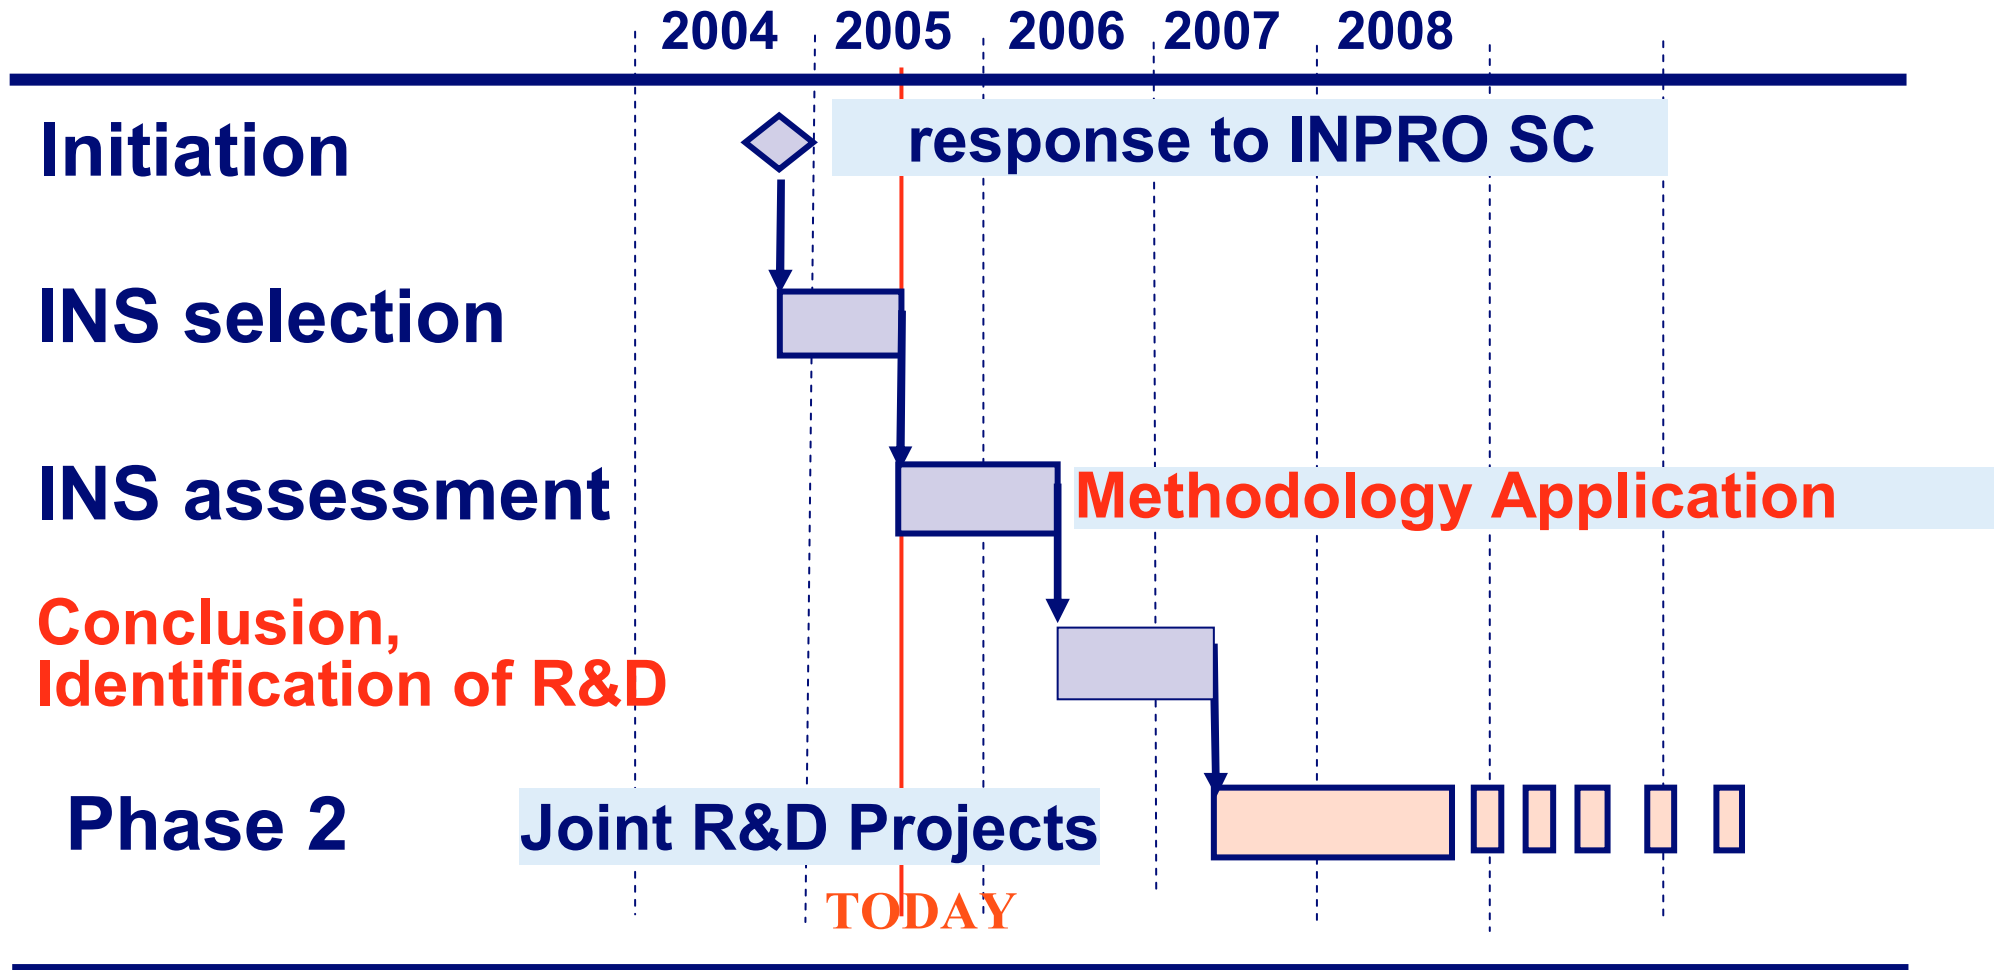 2004 2005 2006 2007 2008
Initiation
response to INPRO SC
INS selection
INS assessment
Methodology Application
Conclusion,
Identification of R&D
Phase 2
Joint R&D Projects
TODAY